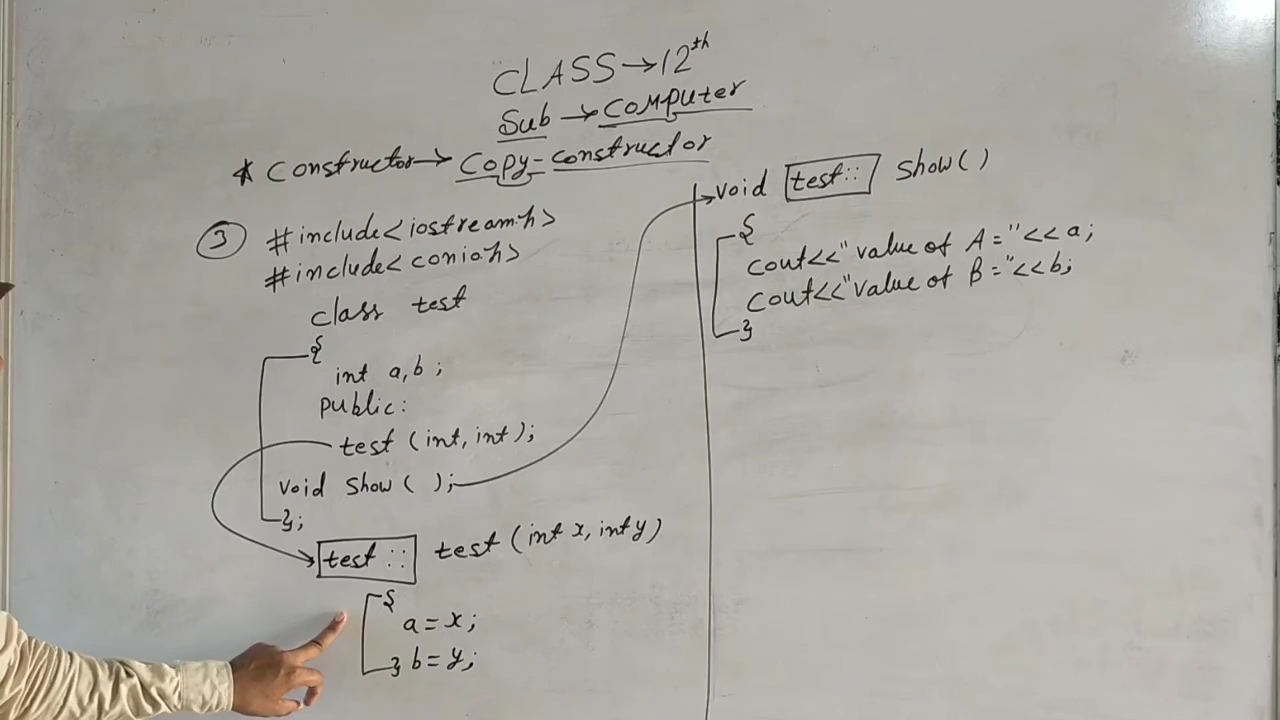 CLASS → 12th
Sub → COMPUTER
* Constructor → Copy-constructor
3 #include<iostream.h>
#include<conio.h>
class test
{
int a,b ;
Public:
test (int, int);
void Show ( );
};
test :: test (int x, int y)
{
a = x ;
} b = y;
void test :: Show ( )
{
cout<<" value of A ="<< a;
cout<<"value of B ="<< b;
}